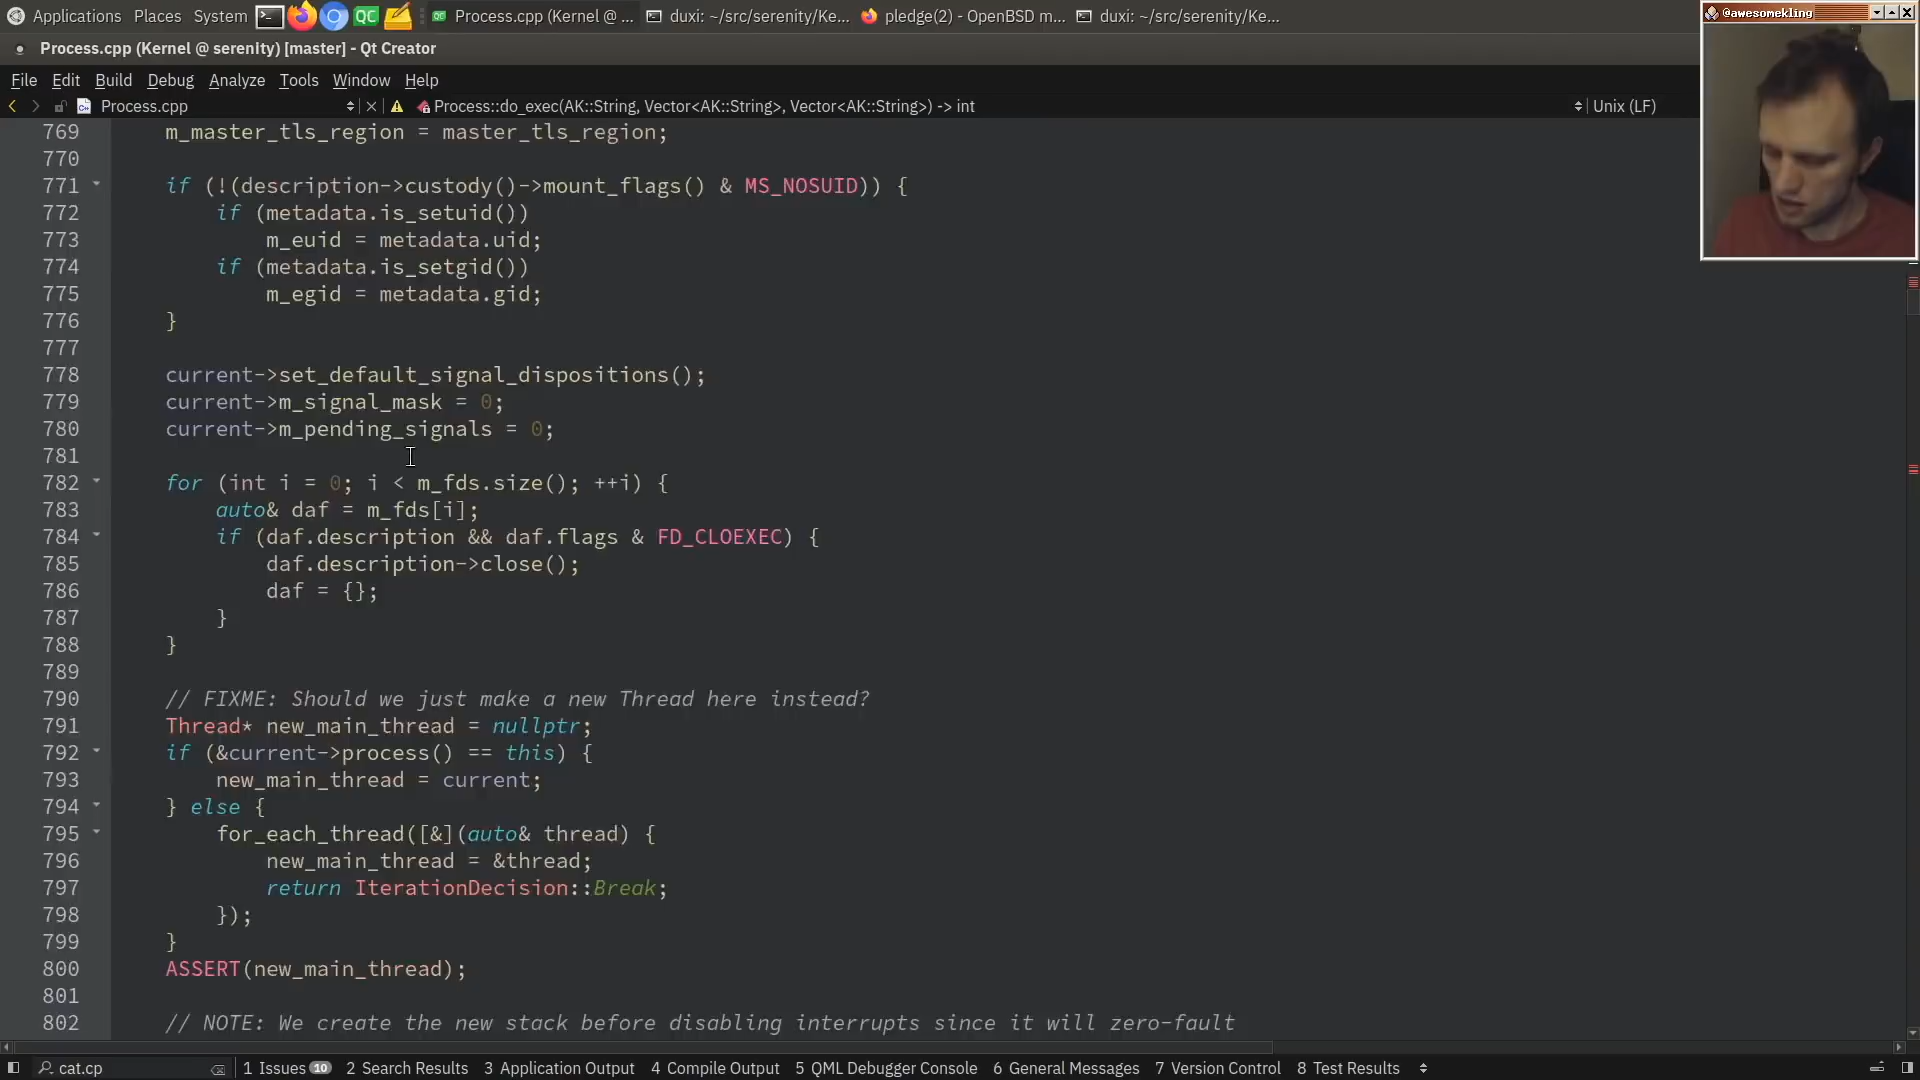 Applications Places System Process.cpp (Kernel @ ... duxi: ~/src/serenity/Ke... pledge(2) - OpenBSD m... duxi: ~/src/serenity/Ke...
@awesomekling
Process.cpp (Kernel @ serenity) [master] - Qt Creator
File Edit Build Debug Analyze Tools Window Help
Process.cpp Process::do_exec(AK::String, Vector<AK::String>, Vector<AK::String>) -> int Unix (LF)
769 m_master_tls_region = master_tls_region;
770
771 if (!(description->custody()->mount_flags() & MS_NOSUID)) {
772 if (metadata.is_setuid())
773 m_euid = metadata.uid;
774 if (metadata.is_setgid())
775 m_egid = metadata.gid;
776 }
777
778 current->set_default_signal_dispositions();
779 current->m_signal_mask = 0;
780 current->m_pending_signals = 0;
781
782 for (int i = 0; i < m_fds.size(); ++i) {
783 auto& daf = m_fds[i];
784 if (daf.description && daf.flags & FD_CLOEXEC) {
785 daf.description->close();
786 daf = {};
787 }
788 }
789
790 // FIXME: Should we just make a new Thread here instead?
791 Thread* new_main_thread = nullptr;
792 if (&current->process() == this) {
793 new_main_thread = current;
794 } else {
795 for_each_thread([&](auto& thread) {
796 new_main_thread = &thread;
797 return IterationDecision::Break;
798 });
799 }
800 ASSERT(new_main_thread);
801
802 // NOTE: We create the new stack before disabling interrupts since it will zero-fault
cat.cp 1 Issues 10 2 Search Results 3 Application Output 4 Compile Output 5 QML Debugger Console 6 General Messages 7 Version Control 8 Test Results